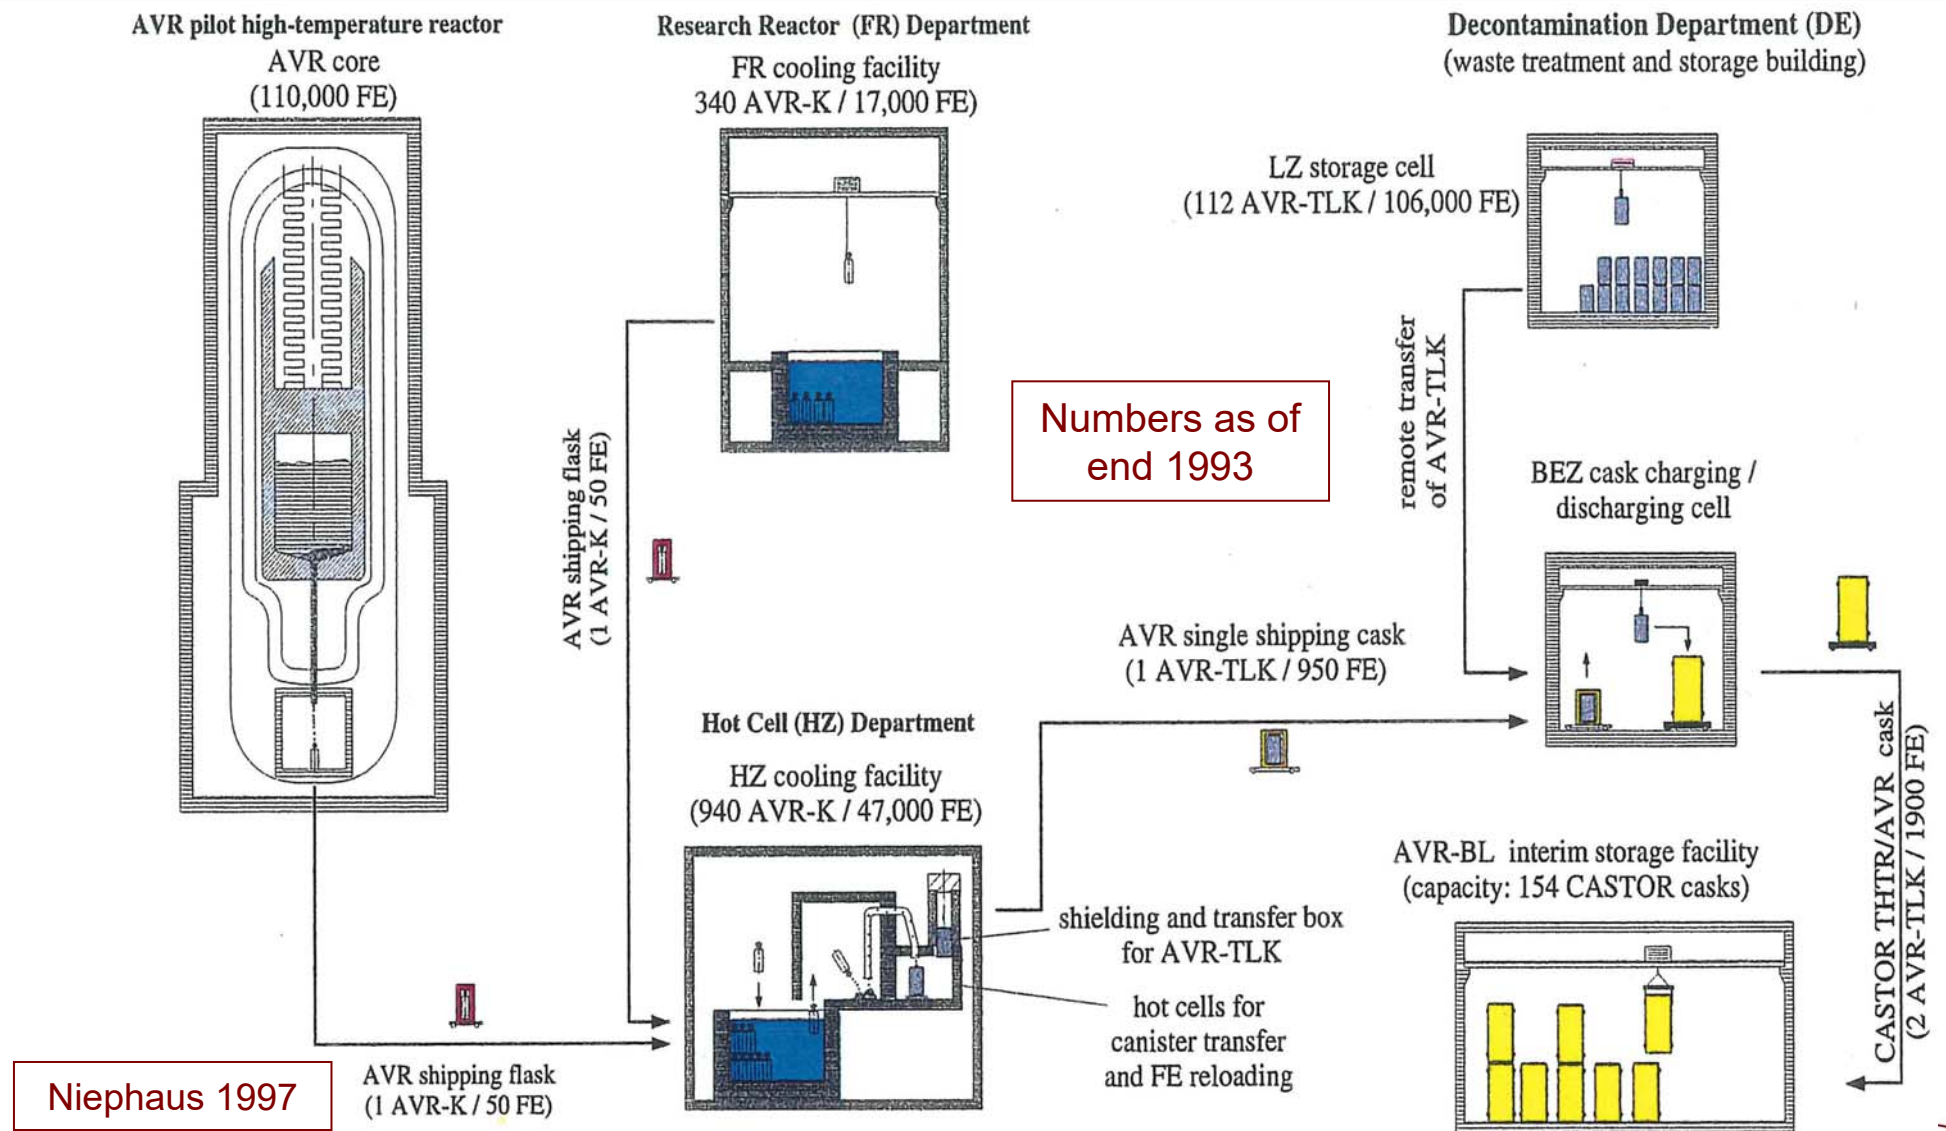 AVR pilot high-temperature reactor
AVR core
(110,000 FE)
Research Reactor (FR) Department
FR cooling facility
340 AVR-K / 17,000 FE)
Decontamination Department (DE)
(waste treatment and storage building)
LZ storage cell
(112 AVR-TLK / 106,000 FE)
remote transfer
of AVR-TLK
Numbers as of
end 1993
AVR shipping flask
(1 AVR-K / 50 FE)
BEZ cask charging /
discharging cell
AVR single shipping cask
(1 AVR-TLK / 950 FE)
Hot Cell (HZ) Department
HZ cooling facility
(940 AVR-K / 47,000 FE)
CASTOR THTR/AVR cask
(2 AVR-TLK / 1900 FE)
AVR-BL interim storage facility
(capacity: 154 CASTOR casks)
shielding and transfer box
for AVR-TLK
hot cells for
canister transfer
and FE reloading
Niephaus 1997
AVR shipping flask
(1 AVR-K / 50 FE)